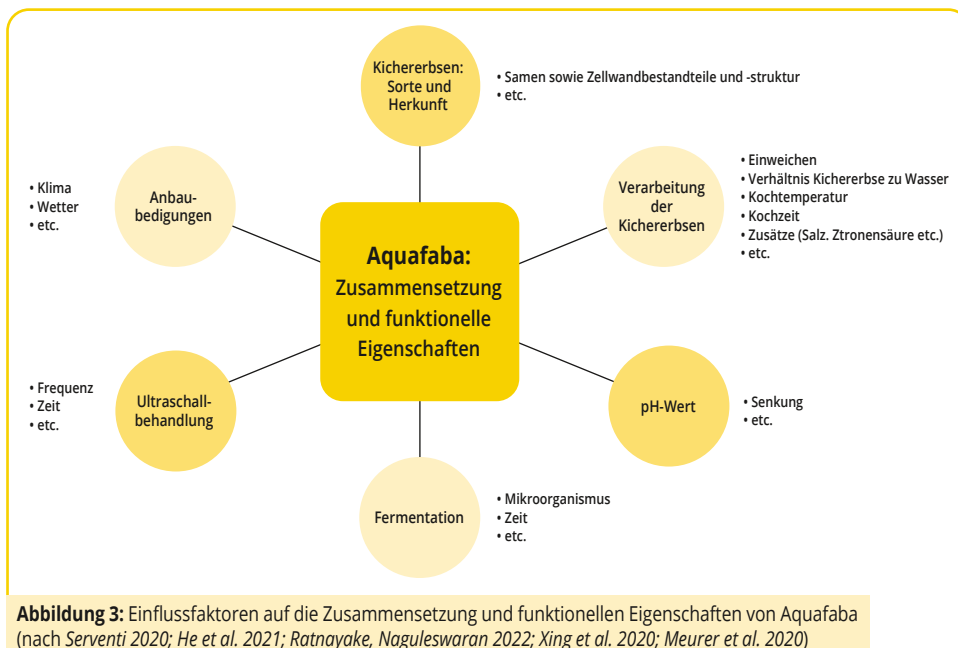 Kichererbsen:
Sorte und
Herkunft
• Samen sowie Zellwandbestandteile und -struktur
• etc.
Anbau-
bedigungen
• Klima
• Wetter
• etc.
Verarbeitung
der
Kichererbsen
• Einweichen
• Verhältnis Kichererbse zu Wasser
• Kochtemperatur
• Kochzeit
• Zusätze (Salz. Ztronensäure etc.)
• etc.
Aquafaba:
Zusammensetzung
und funktionelle
Eigenschaften
Ultraschall-
behandlung
• Frequenz
• Zeit
• etc.
pH-Wert
• Senkung
• etc.
Fermentation
• Mikroorganismus
• Zeit
• etc.
Abbildung 3: Einflussfaktoren auf die Zusammensetzung und funktionellen Eigenschaften von Aquafaba
(nach Serventi 2020; He et al. 2021; Ratnayake, Naguleswaran 2022; Xing et al. 2020; Meurer et al. 2020)